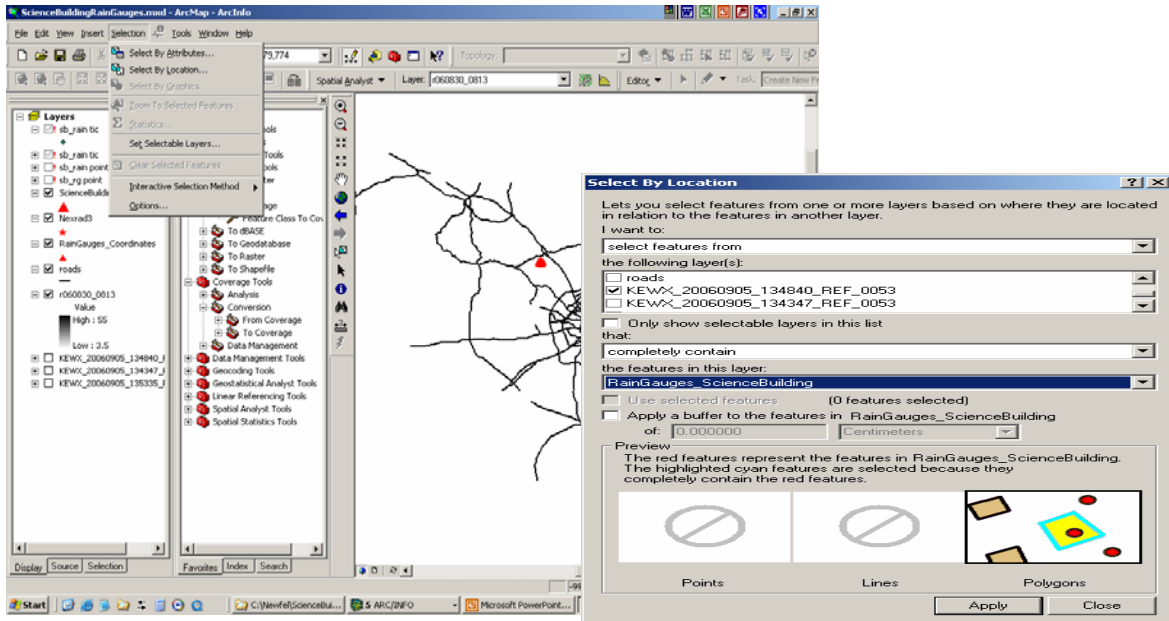 ScienceBuildingRainGauges.mxd - ArcMap - ArcInfo
File Edit View Insert Selection Tools Window Help
Select By Attributes...
Select By Location...
Select By Graphics
Zoom To Selected Features
Statistics...
Set Selectable Layers...
Clear Selected Features
Interactive Selection Method
Options...
79,774
Topology:
Spatial Analyst Layer: r060830_0813
Editor Task: Create New
Layers
sb_rain tic
sb_rain tic
sb_rain point
sb_rg point
Nexrad3
RainGauges_Coordinates
roads
r060830_0813
Value
High : 55
Low : 3.5
KEWX_20060905_134840_
KEWX_20060905_134347_
KEWX_20060905_135335_
Feature Class To
To dBASE
To Geodatabase
To Raster
To Shapefile
Coverage Tools
Analysis
Conversion
From Coverage
To Coverage
Data Management
Data Management Tools
Geocoding Tools
Geostatistical Analyst Tools
Linear Referencing Tools
Spatial Analyst Tools
Spatial Statistics Tools
Display Source Selection
Favorites Index Search
Start
C:\Newfel\ScienceBui...
5 ARC/INFO
Microsoft PowerPoint...
Select By Location
Lets you select features from one or more layers based on where they are located
in relation to the features in another layer.
I want to:
select features from
the following layer(s):
roads
KEWX_20060905_134840_REF_0053
KEWX_20060905_134347_REF_0053
Only show selectable layers in this list
that:
completely contain
the features in this layer:
RainGauges_ScienceBuilding
Use selected features (0 features selected)
Apply a buffer to the features in RainGauges_ScienceBuilding
of: 0.000000 Centimeters
Preview
The red features represent the features in RainGauges_ScienceBuilding.
The highlighted cyan features are selected because they
completely contain the red features.
Points Lines Polygons
Apply Close